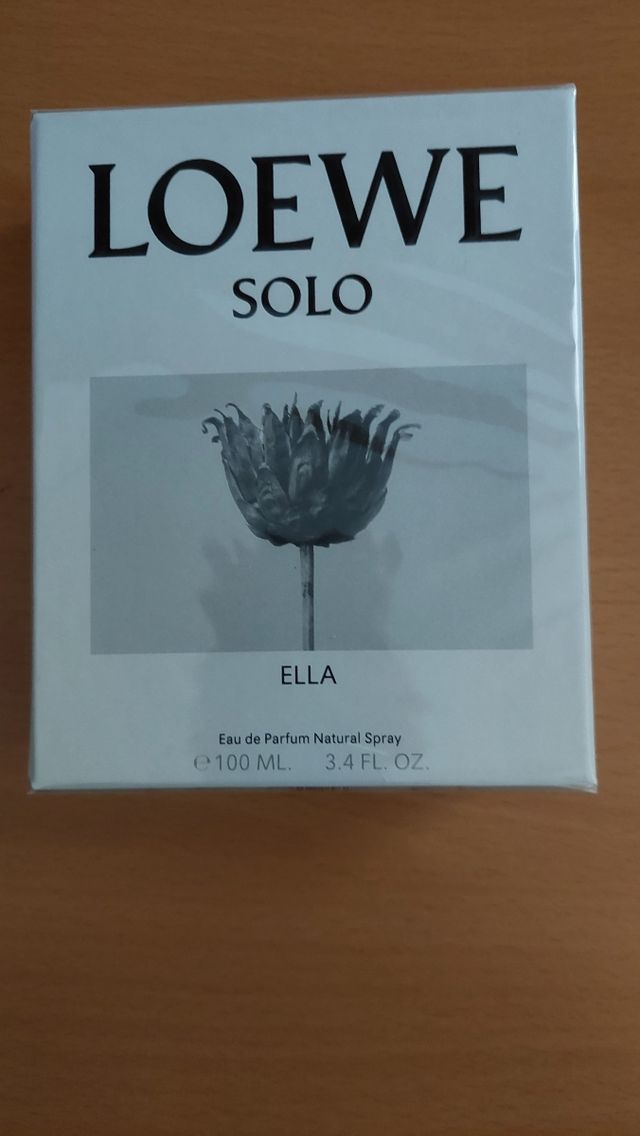 LOEWE
SOLO
ELLA
Eau de Parfum Natural Spray
℮100 ML. 3.4 FL. OZ.